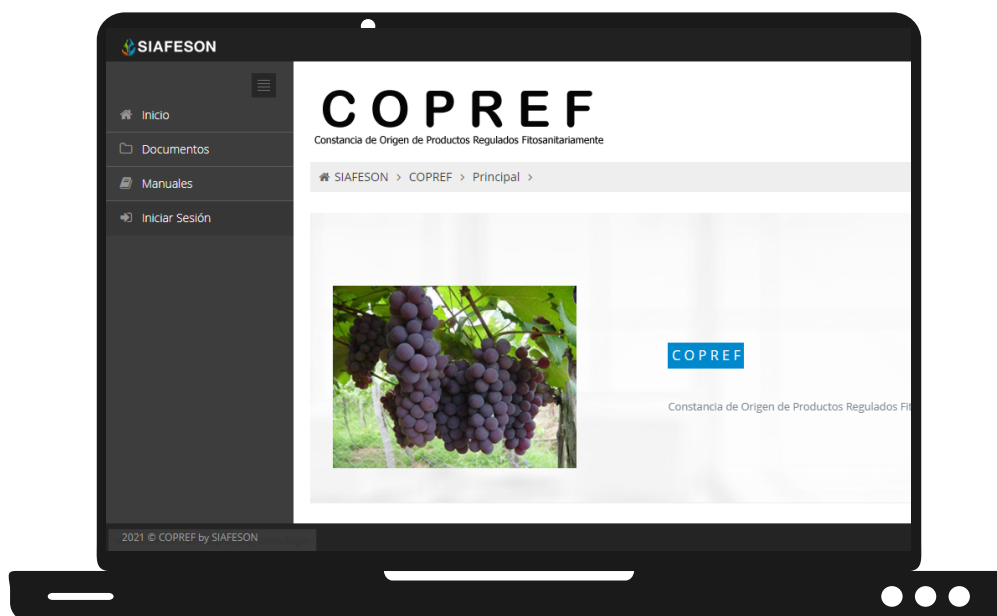 SIAFESON
Inicio
Documentos
Manuales
Iniciar Sesión
COPREF
Constancia de Origen de Productos Regulados Fitosanitariamente
SIAFESON > COPREF > Principal >
COPREF
Constancia de Origen de Productos Regulados Fit
2021 © COPREF by SIAFESON